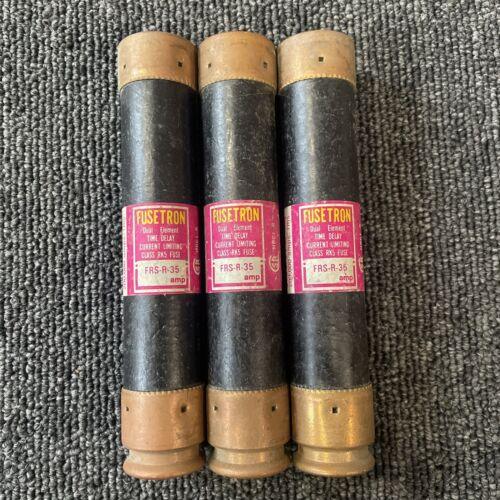 FUSETRON
Dual Element
TIME DELAY
CURRENT LIMITING
CLASS RK5 FUSE
FRS-R-35
amp
FUSETRON
Dual Element
TIME DELAY
CURRENT LIMITING
CLASS RK5 FUSE
FRS-R-35
amp
FUSETRON
Dual Element
TIME DELAY
CURRENT LIMITING
CLASS RK5 FUSE
FRS-R-35
amp